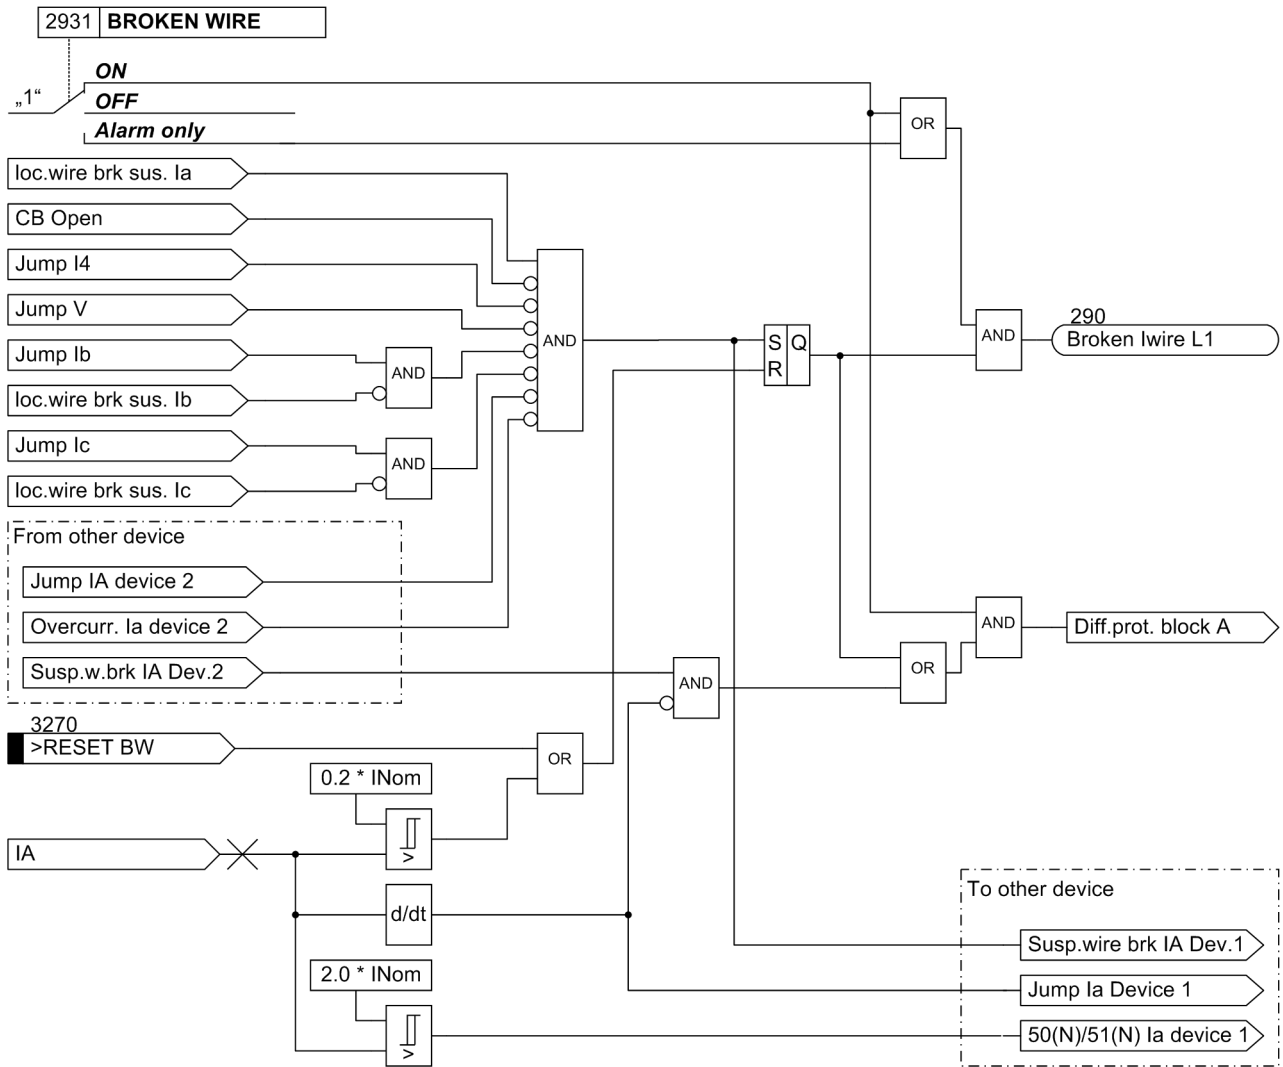 2931 BROKEN WIRE
ON
„1“
OFF
Alarm only
OR
loc.wire brk sus. Ia
CB Open
Jump I4
Jump V
Jump Ib
loc.wire brk sus. Ib
Jump Ic
loc.wire brk sus. Ic
AND
AND
AND
S Q
R
AND
290
Broken Iwire L1
From other device
Jump IA device 2
Overcurr. Ia device 2
Susp.w.brk IA Dev.2
AND
OR
AND
Diff.prot. block A
3270
>RESET BW
OR
0.2 * INom
>
IA
d/dt
2.0 * INom
>
To other device
Susp.wire brk IA Dev.1
Jump Ia Device 1
50(N)/51(N) Ia device 1